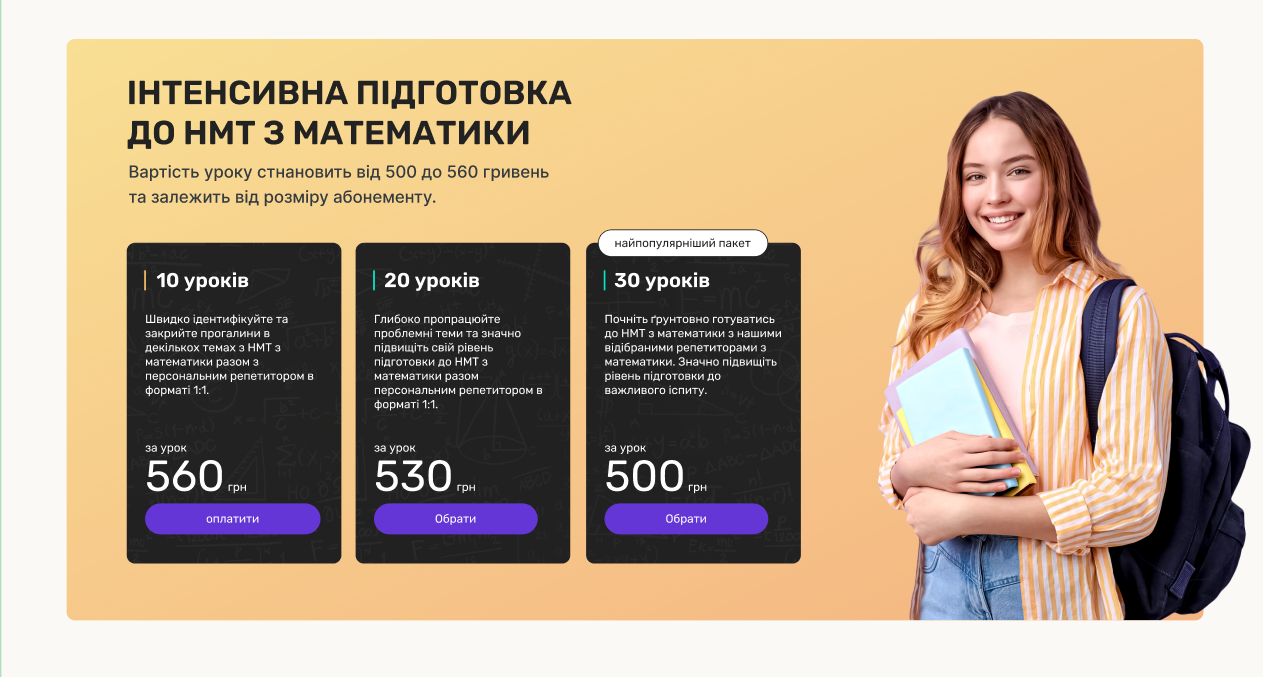 ІНТЕНСИВНА ПІДГОТОВКА
ДО НМТ З МАТЕМАТИКИ
Вартість уроку стнановить від 500 до 560 гривень
та залежить від розміру абонементу.
10 уроків
Швидко ідентифікуйте та
закрийте прогалини в
декількох темах з НМТ з
математики разом з
персональним репетитором в
форматі 1:1.
за урок
560 грн
оплатити
20 уроків
Глибоко пропрацюйте
проблемні теми та значно
підвищіть свій рівень
підготовки до НМТ з
математики разом
персональним репетитором в
форматі 1:1.
за урок
530 грн
Обрати
найпопулярніший пакет
30 уроків
Почніть ґрунтовно готуватись
до НМТ з математики з нашими
відібраними репетиторами з
математики. Значно підвищіть
рівень підготовки до
важливого іспиту.
за урок
500 грн
Обрати